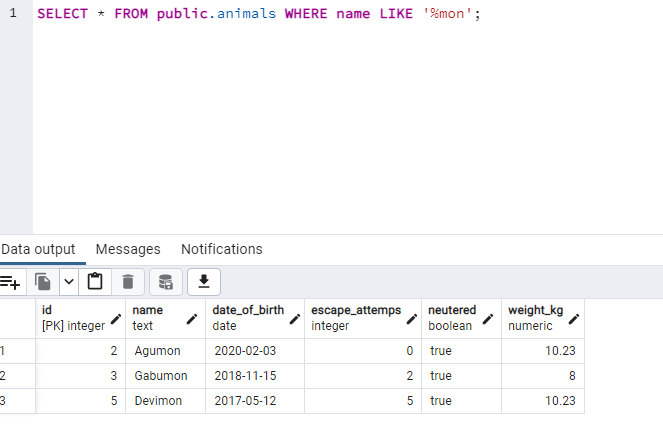 1 SELECT * FROM public.animals WHERE name LIKE '%mon';
Data output Messages Notifications
id name date_of_birth escape_attemps neutered weight_kg
[PK] integer text date integer boolean numeric
1 2 Agumon 2020-02-03 0 true 10.23
2 3 Gabumon 2018-11-15 2 true 8
3 5 Devimon 2017-05-12 5 true 10.23